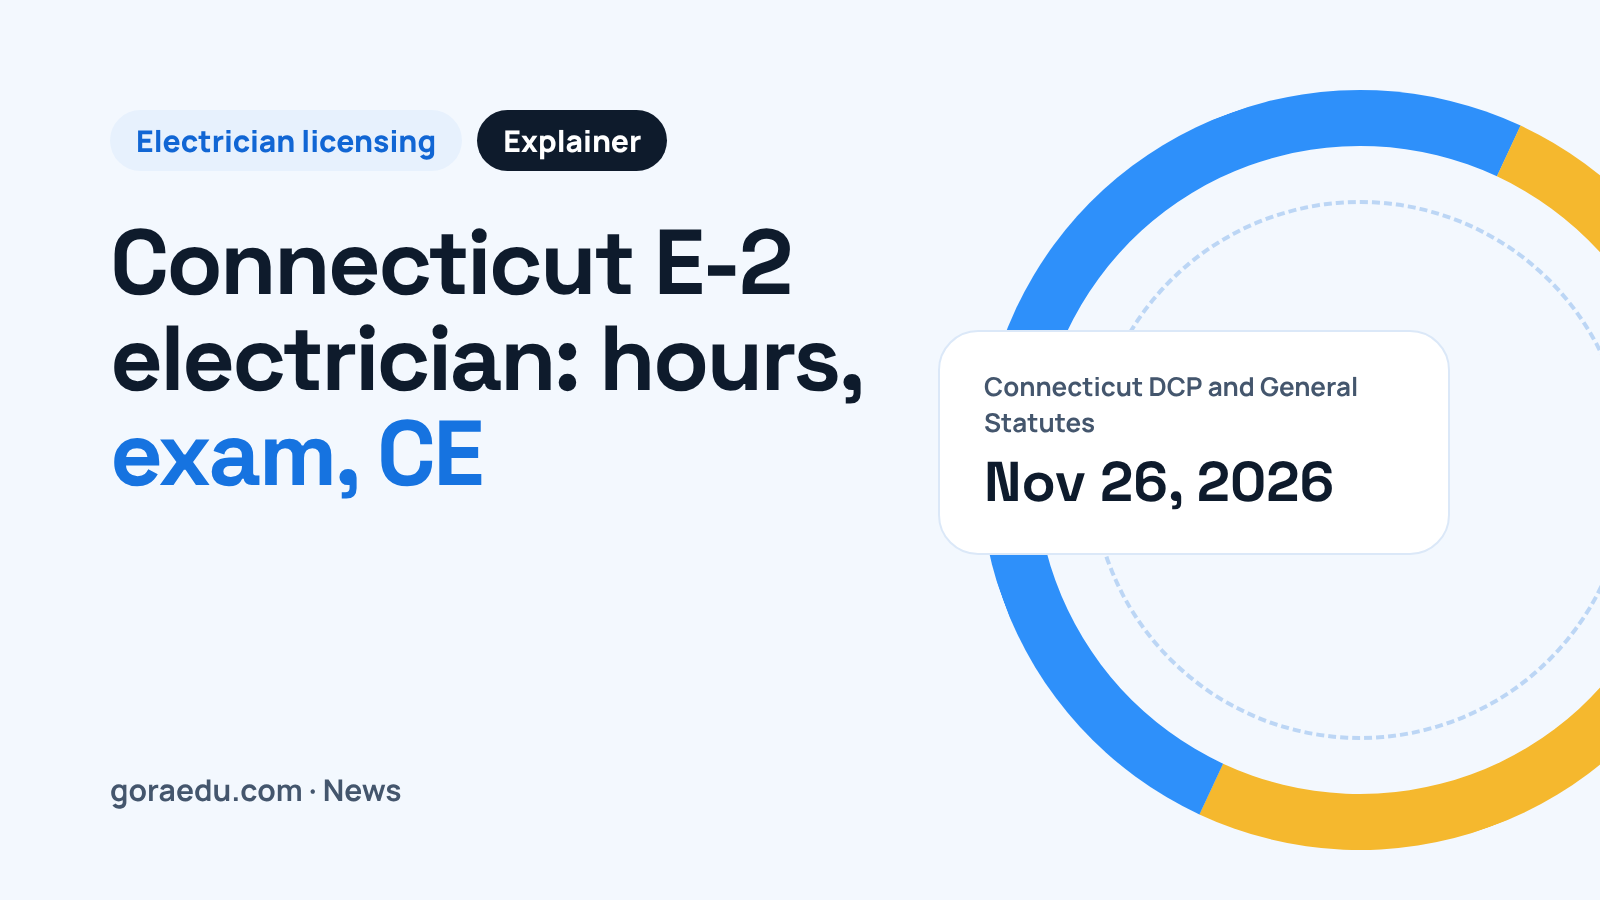 Electrician licensing
Explainer
Connecticut E-2
electrician: hours,
exam, CE
Connecticut DCP and General
Statutes
Nov 26, 2026
goraedu.com · News